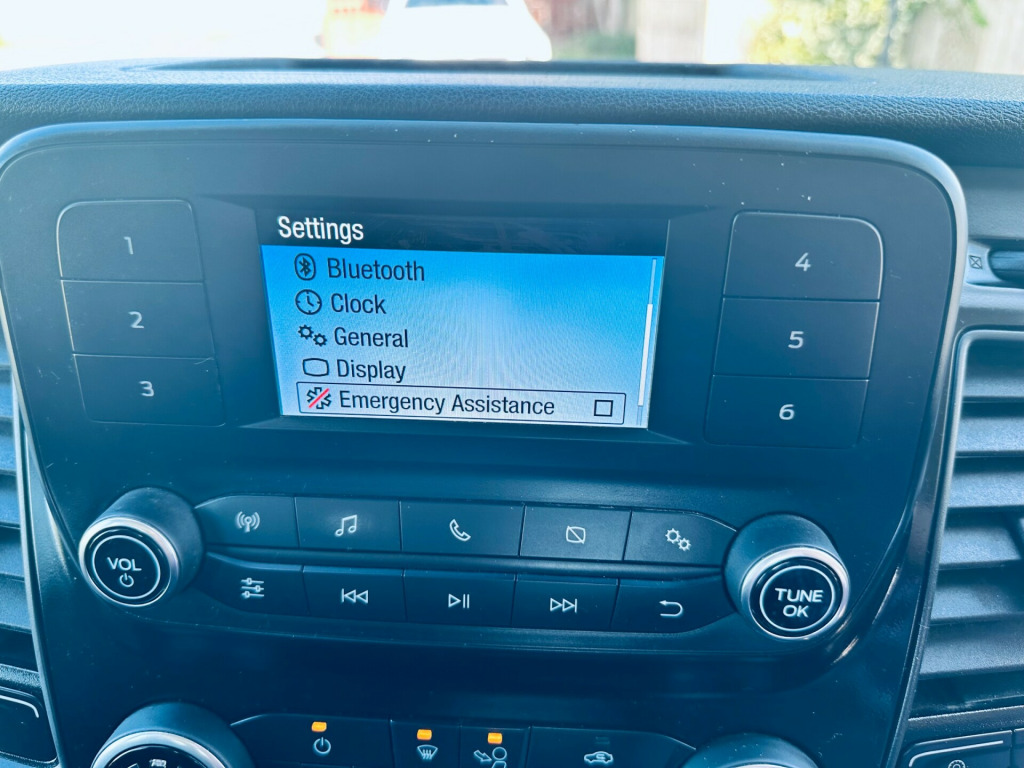 Settings
Bluetooth
Clock
General
Display
Emergency Assistance
1
2
3
4
5
6
VOL
TUNE
OK